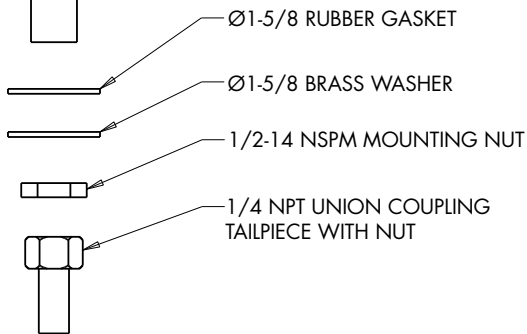 Ø1-5/8 RUBBER GASKET
Ø1-5/8 BRASS WASHER
1/2-14 NSPM MOUNTING NUT
1/4 NPT UNION COUPLING
TAILPIECE WITH NUT